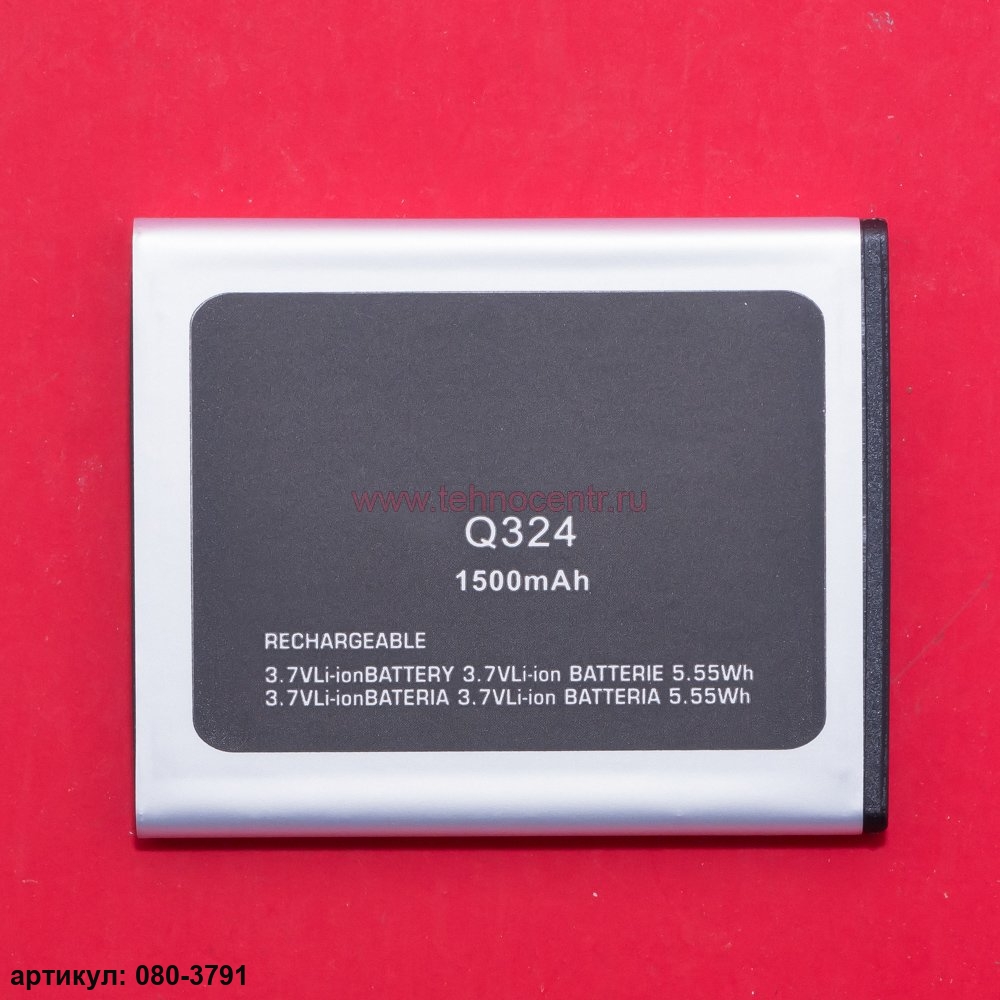 www.tehnocentr.ru
Q324
1500mAh
RECHARGEABLE
3.7VLi-ionBATTERY 3.7VLi-ion BATTERIE 5.55Wh
3.7VLi-ionBATERIA 3.7VLi-ion BATTERIA 5.55Wh
артикул: 080-3791